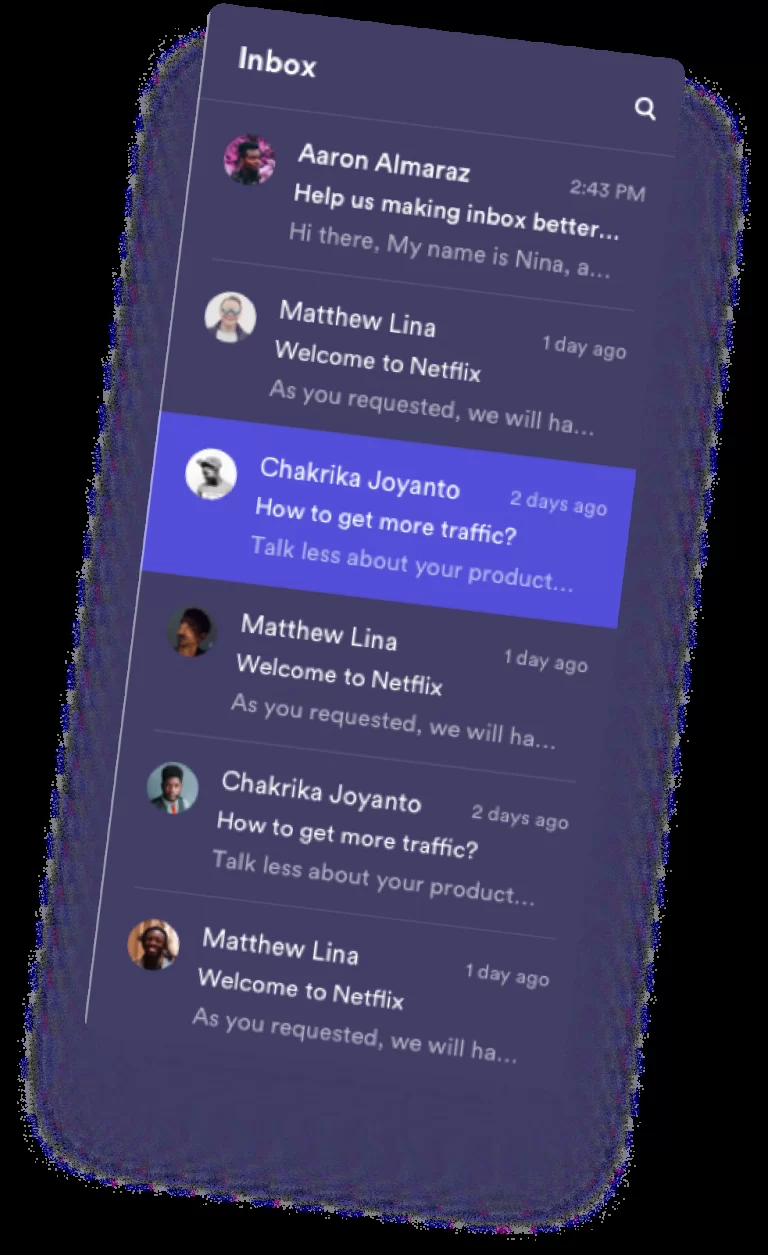 Inbox
Aaron Almaraz
2:43 PM
Help us making inbox better...
Hi there, My name is Nina, a...
Matthew Lina
1 day ago
Welcome to Netflix
As you requested, we will ha...
Chakrika Joyanto
2 days ago
How to get more traffic?
Talk less about your product...
Matthew Lina
1 day ago
Welcome to Netflix
As you requested, we will ha...
Chakrika Joyanto
2 days ago
How to get more traffic?
Talk less about your product...
Matthew Lina
1 day ago
Welcome to Netflix
As you requested, we will ha...